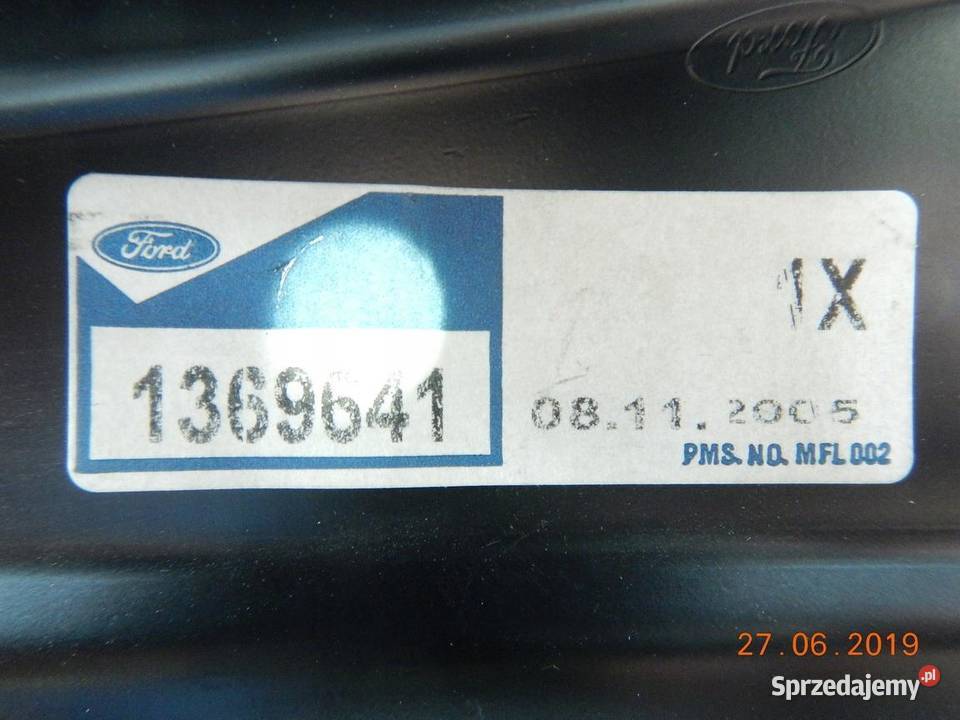 Ford
Ford
1X
1369641
08.11.2005
PMS. NO. MFL 002
27.06.2019
Sprzedajemy.pl